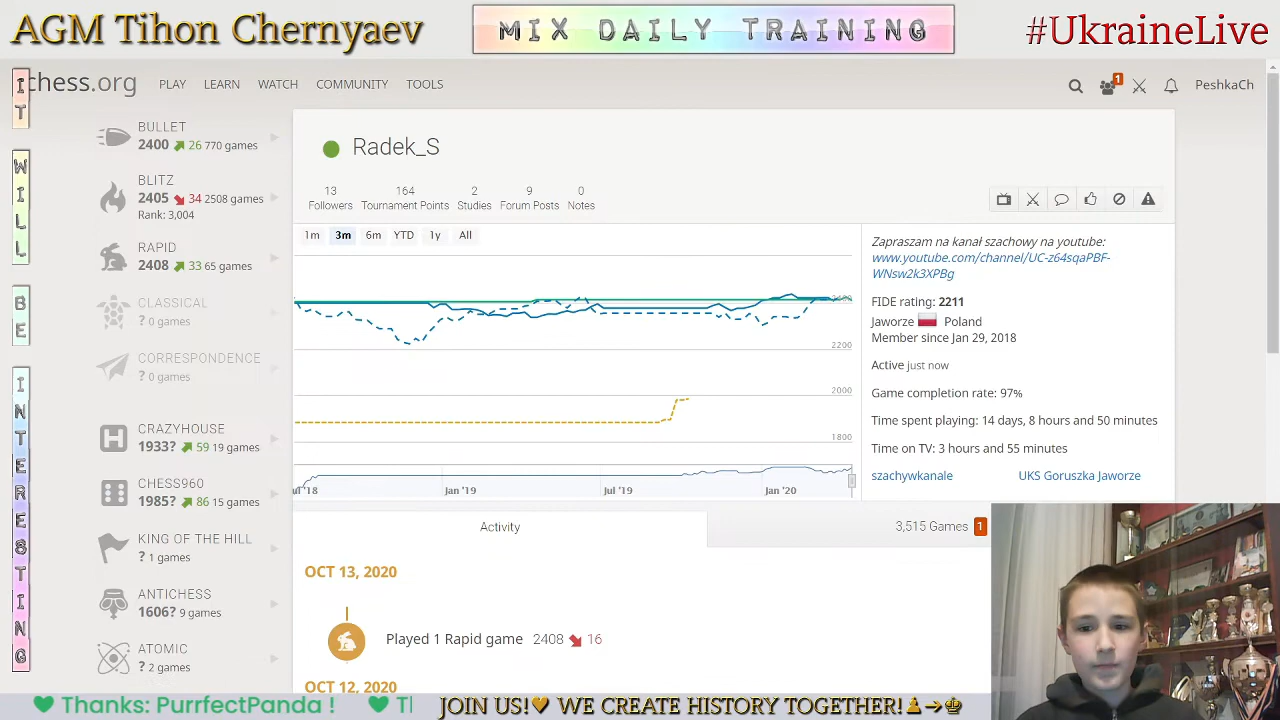 AGM Tihon Chernyaev
MIX DAILY TRAINING
#UkraineLive
IT
WILL
BE
INTERESTING
chess.org
PLAY
LEARN
WATCH
COMMUNITY
TOOLS
1
PeshkaCh
BULLET
2400 26 770 games
BLITZ
2405 34 2508 games
Rank: 3,004
RAPID
2408 33 65 games
CLASSICAL
? 0 games
CORRESPONDENCE
? 0 games
CRAZYHOUSE
1933? 59 19 games
CHESS960
1985? 86 15 games
KING OF THE HILL
? 1 games
ANTICHESS
1606? 9 games
ATOMIC
? 2 games
Radek_S
13 164 2 9 0
Followers Tournament Points Studies Forum Posts Notes
1m 3m 6m YTD 1y All
2400
2200
2000
1800
Jul '18 Jan '19 Jul '19 Jan '20
Zapraszam na kanał szachowy na youtube:
www.youtube.com/channel/UC-z64sqaPBF-
WNsw2k3XPBg
FIDE rating: 2211
Jaworze Poland
Member since Jan 29, 2018
Active just now
Game completion rate: 97%
Time spent playing: 14 days, 8 hours and 50 minutes
Time on TV: 3 hours and 55 minutes
szachywkanale UKS Goruszka Jaworze
Activity
3,515 Games 1
OCT 13, 2020
Played 1 Rapid game 2408 16
OCT 12, 2020
Thanks: PurrfectPanda !
JOIN US! WE CREATE HISTORY TOGETHER!